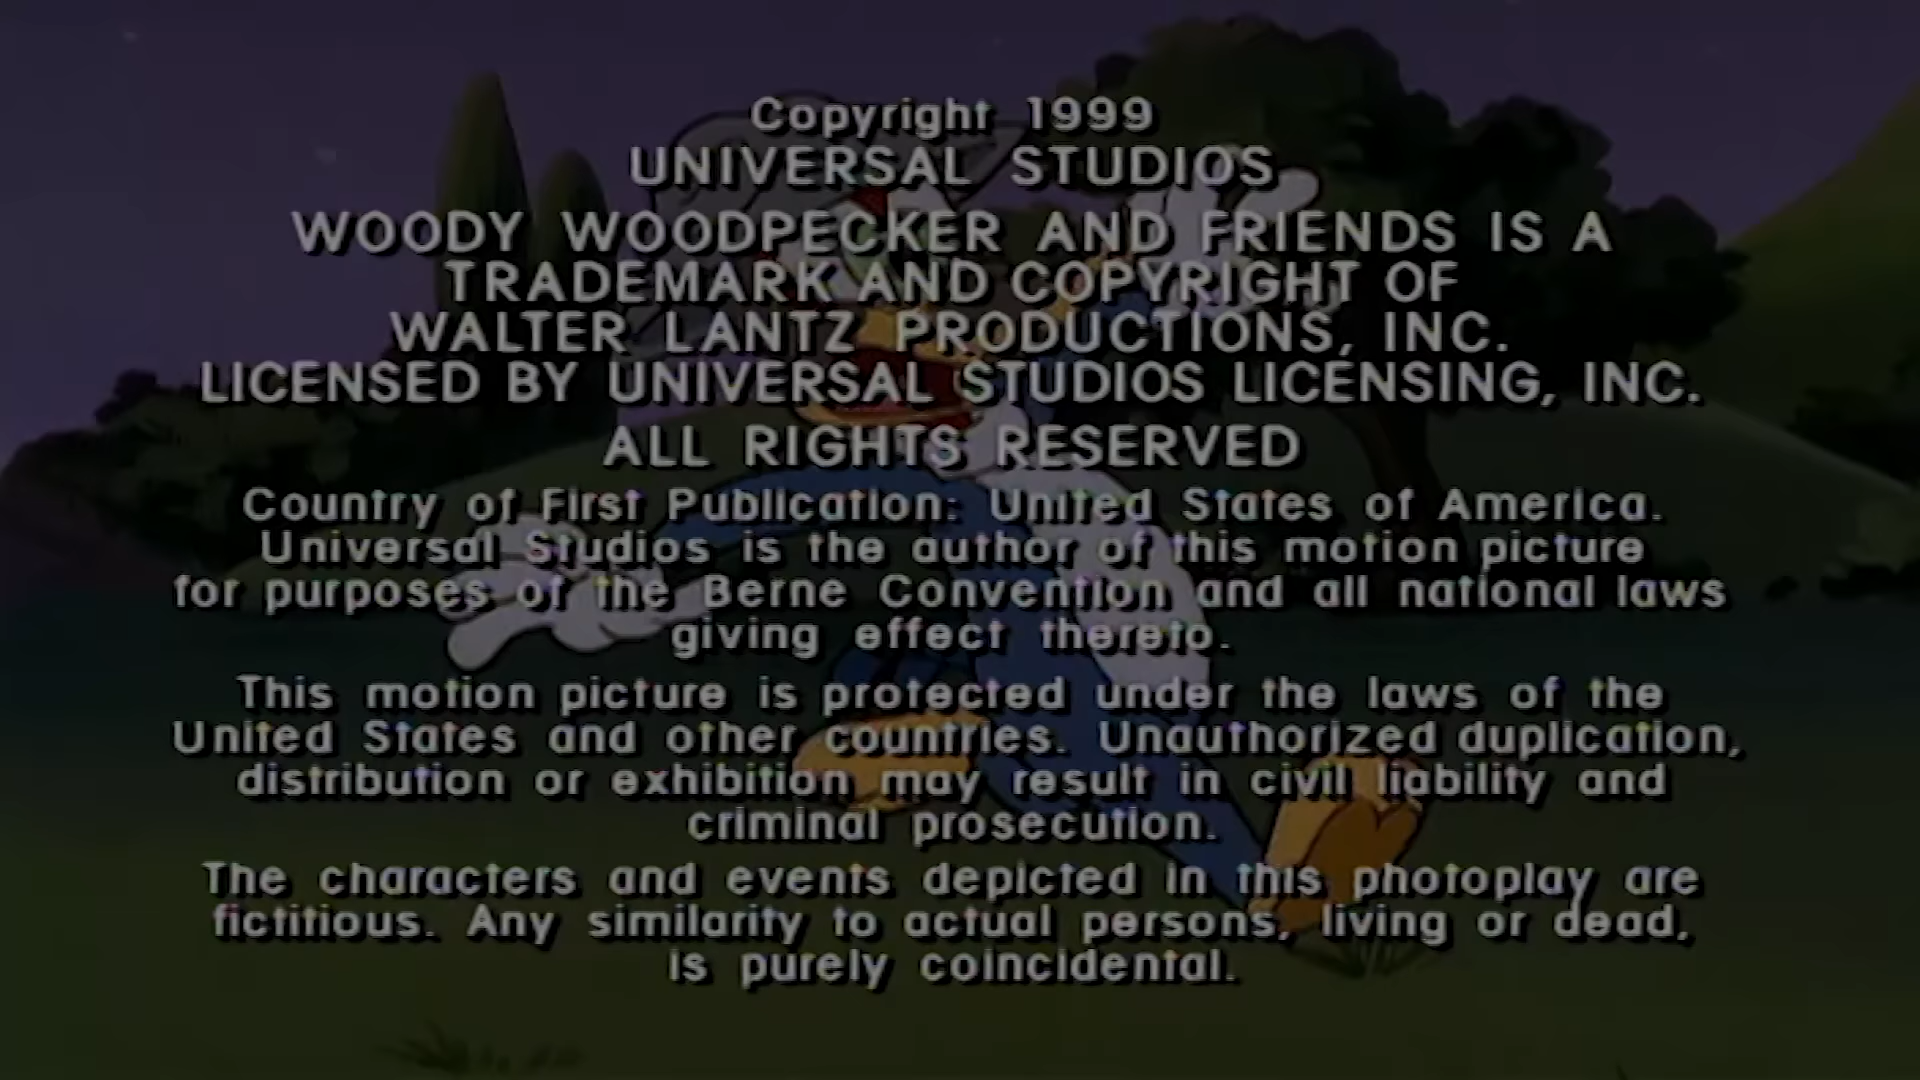 Copyright 1999
UNIVERSAL STUDIOS
WOODY WOODPECKER AND FRIENDS IS A
TRADEMARK AND COPYRIGHT OF
WALTER LANTZ PRODUCTIONS, INC.
LICENSED BY UNIVERSAL STUDIOS LICENSING, INC.
ALL RIGHTS RESERVED
Country of First Publication: United States of America.
Universal Studios is the author of this motion picture
for purposes of the Berne Convention and all national laws
giving effect thereto.
This motion picture is protected under the laws of the
United States and other countries. Unauthorized duplication,
distribution or exhibition may result in civil liability and
criminal prosecution.
The characters and events depicted in this photoplay are
fictitious. Any similarity to actual persons, living or dead,
is purely coincidental.